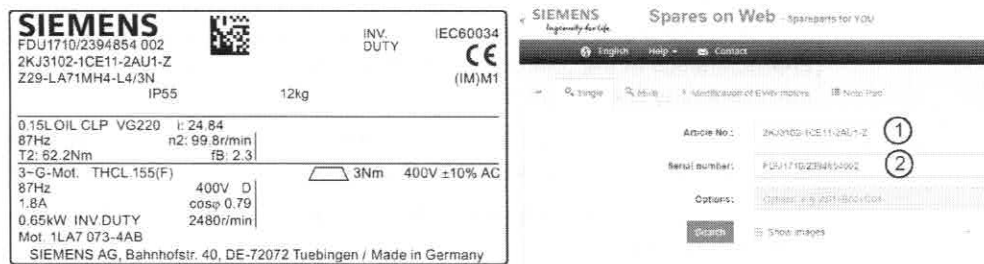 SIEMENS
FDU1710/2394854 002
2KJ3102-1CE11-2AU1-Z
Z29-LA71MH4-L4/3N
INV.
DUTY
IEC60034
CE
(IM)M1
IP55 12kg
0.15L OIL CLP VG220 i: 24.84
87Hz n2: 99.8r/min
T2: 62.2Nm fB: 2.3
3~G-Mot. THCL.155(F) 3Nm 400V ±10% AC
87Hz 400V D
1.8A cosφ 0.79
0.65kW INV.DUTY 2480r/min
Mot. 1LA7 073-4AB
SIEMENS AG, Bahnhofstr. 40, DE-72072 Tuebingen / Made in Germany
SIEMENS
Ingenuity for life
Spares on Web - Spareparts for YOU
English Help Contact
Single Note Pad
Article No.: 2KJ3102-1CE11-2AU1-Z 1
Serial number: FDU1710/2394854002 2
Options:
Search Show images